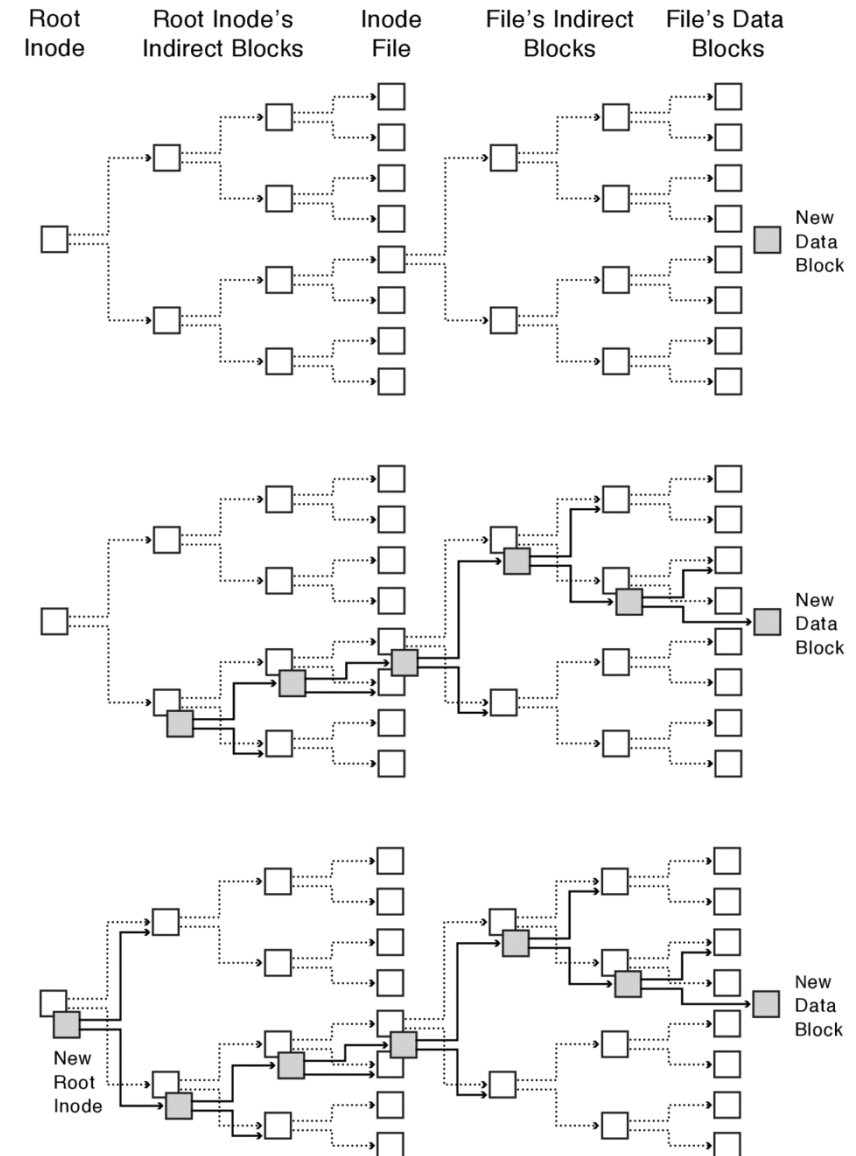 Root
Inode
Root Inode's
Indirect Blocks
Inode
File
File's Indirect
Blocks
File's Data
Blocks
New
Data
Block
New
Data
Block
New
Root
Inode
New
Data
Block